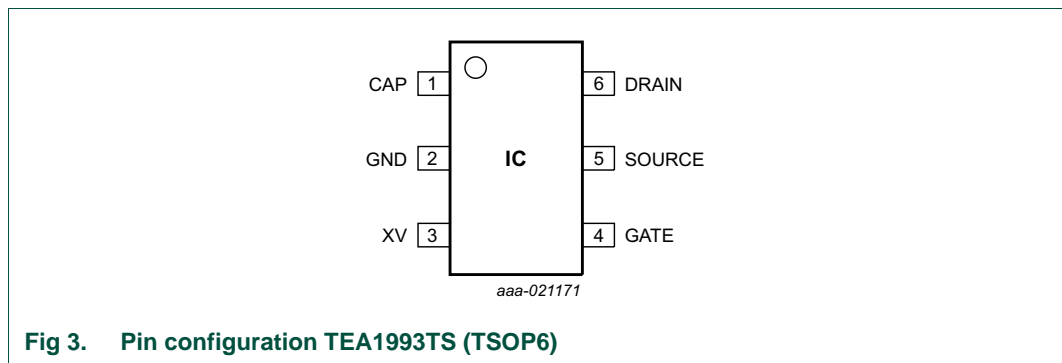 CAP 1 6 DRAIN
GND 2 IC 5 SOURCE
XV 3 4 GATE
aaa-021171
Fig 3. Pin configuration TEA1993TS (TSOP6)